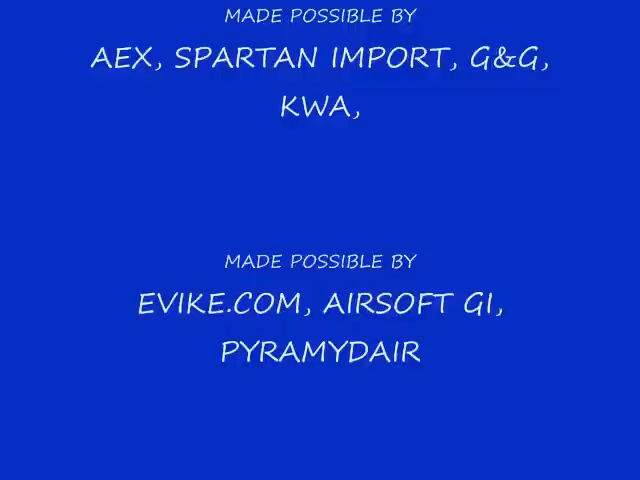 MADE POSSIBLE BY
AEX, SPARTAN IMPORT, G&G,
KWA,
MADE POSSIBLE BY
EVIKE.COM, AIRSOFT GI,
PYRAMYDAIR